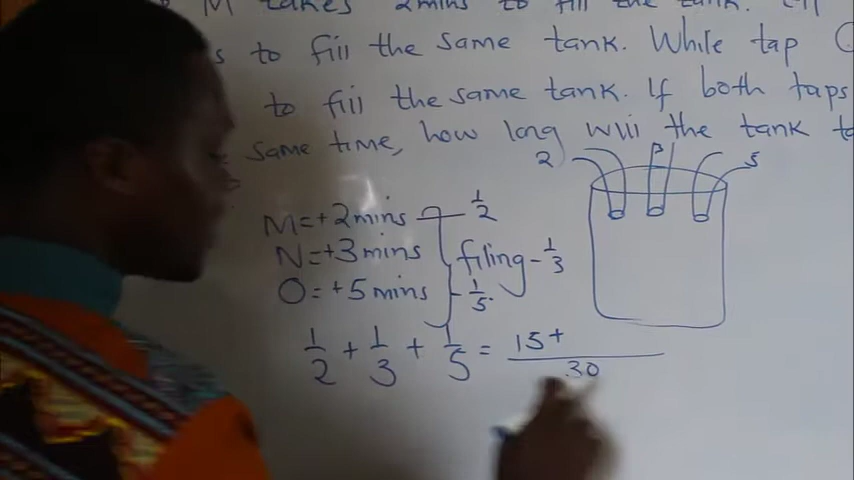 M takes 2mins to fill the tank.
s to fill the same tank. While tap
to fill the same tank. If both taps
same time, how long will the tank
2 3 5
M=+2mins 1/2
N=+3mins filing - 1/3
O=+5mins - 1/5.
1/2 + 1/3 + 1/5 = 15+ / 30